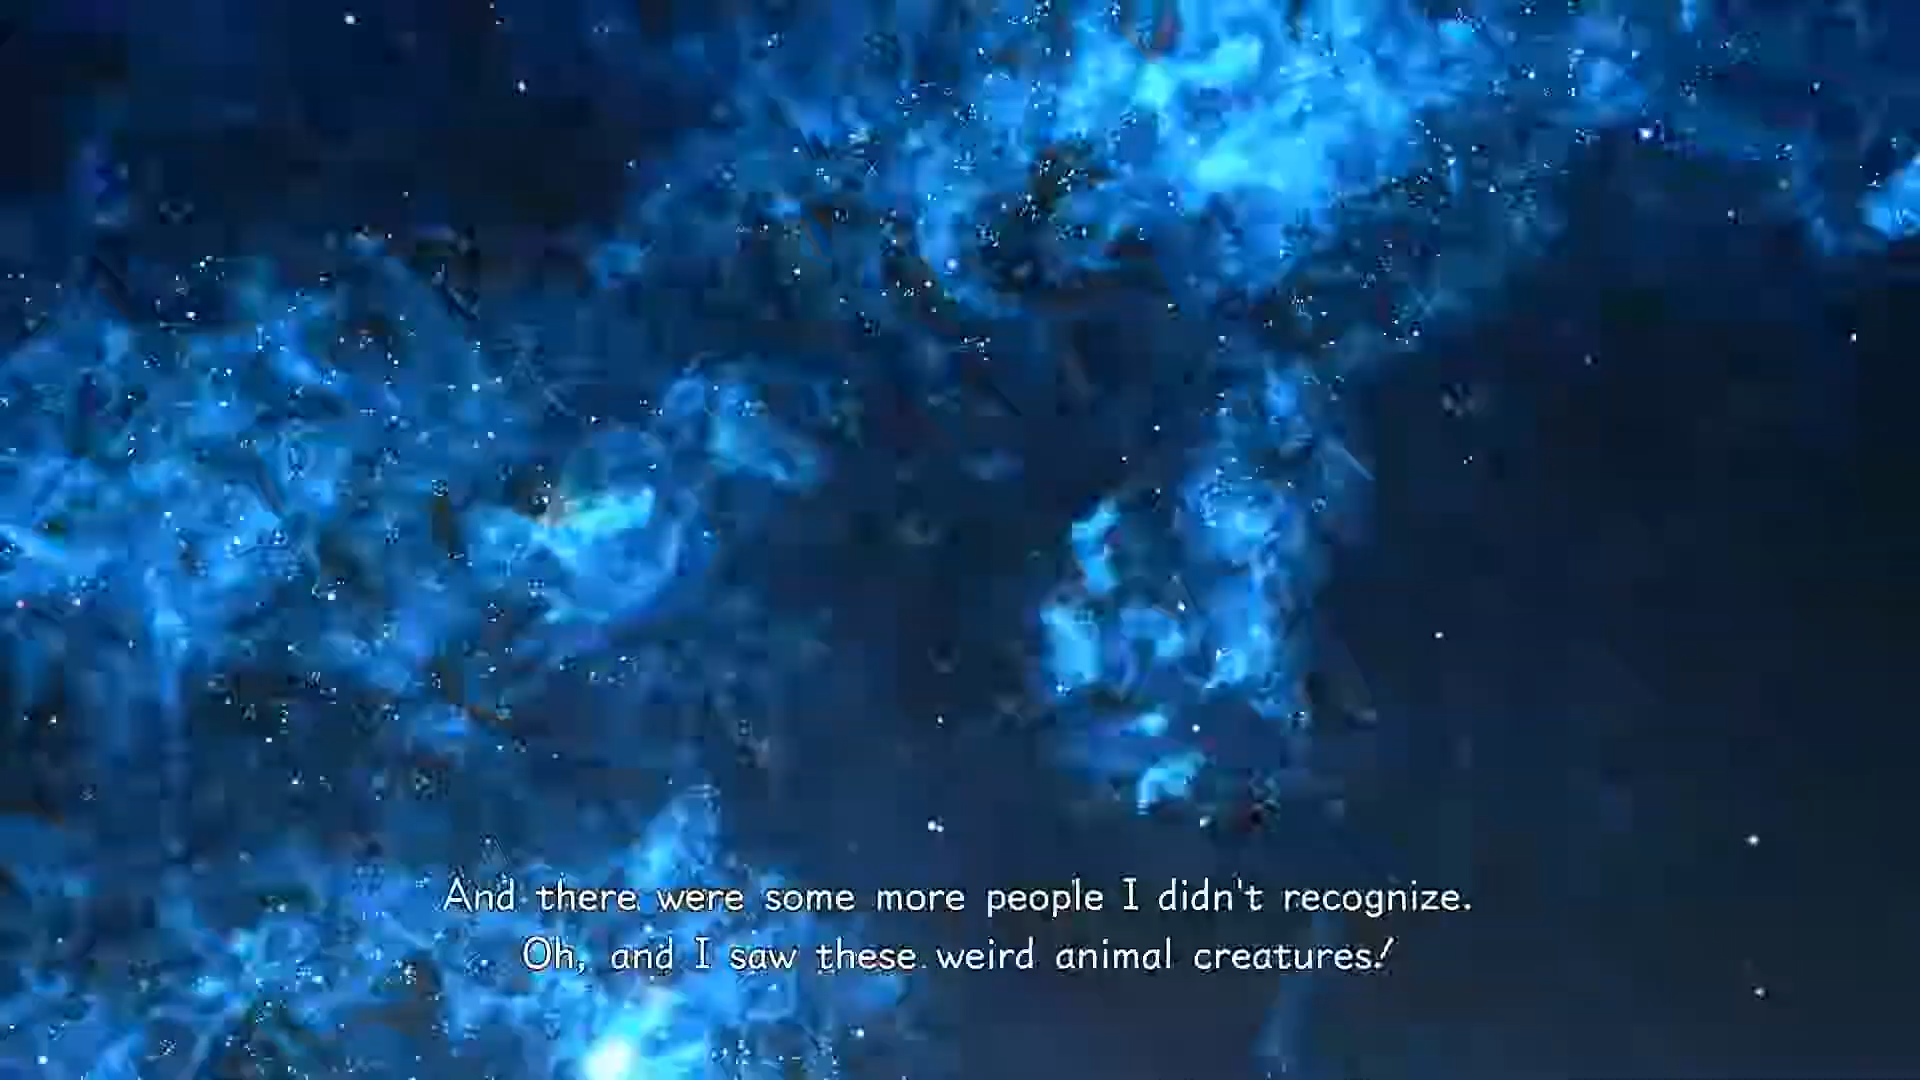 And there were some more people I didn't recognize.
Oh, and I saw these weird animal creatures!